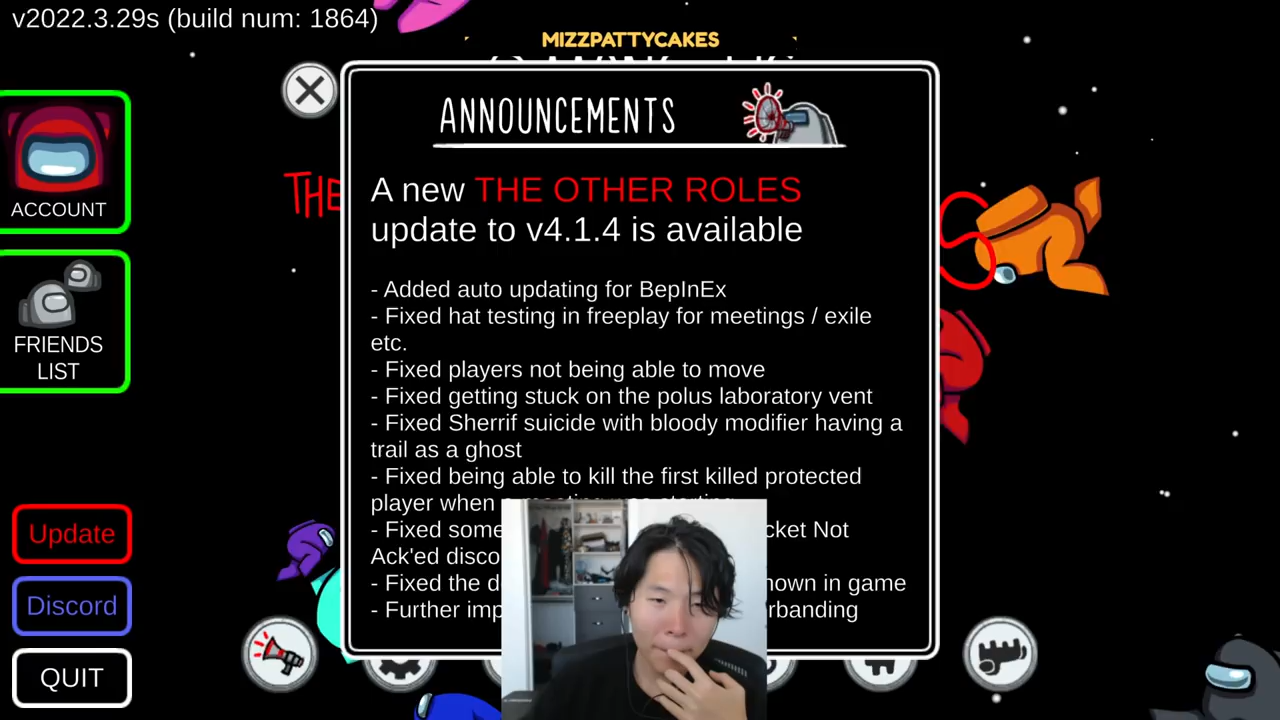 v2022.3.29s (build num: 1864)
MIZZPATTYCAKES
ANNOUNCEMENTS
ACCOUNT
THE
A new THE OTHER ROLES
S
update to v4.1.4 is available
- Added auto updating for BepInEx
- Fixed hat testing in freeplay for meetings / exile
etc.
FRIENDS
LIST
- Fixed players not being able to move
- Fixed getting stuck on the polus laboratory vent
- Fixed Sherrif suicide with bloody modifier having a
trail as a ghost
- Fixed being able to kill the first killed protected
player when a meeting was starting
- Fixed some cket Not
Ack'ed disco
- Fixed the d hown in game
- Further imp rbanding
Update
Discord
QUIT